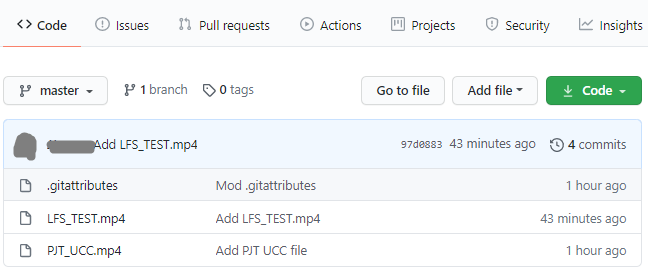 Code Issues Pull requests Actions Projects Security Insights
master 1 branch 0 tags Go to file Add file Code
Add LFS_TEST.mp4 97d0883 43 minutes ago 4 commits
.gitattributes Mod .gitattributes 1 hour ago
LFS_TEST.mp4 Add LFS_TEST.mp4 43 minutes ago
PJT_UCC.mp4 Add PJT UCC file 1 hour ago